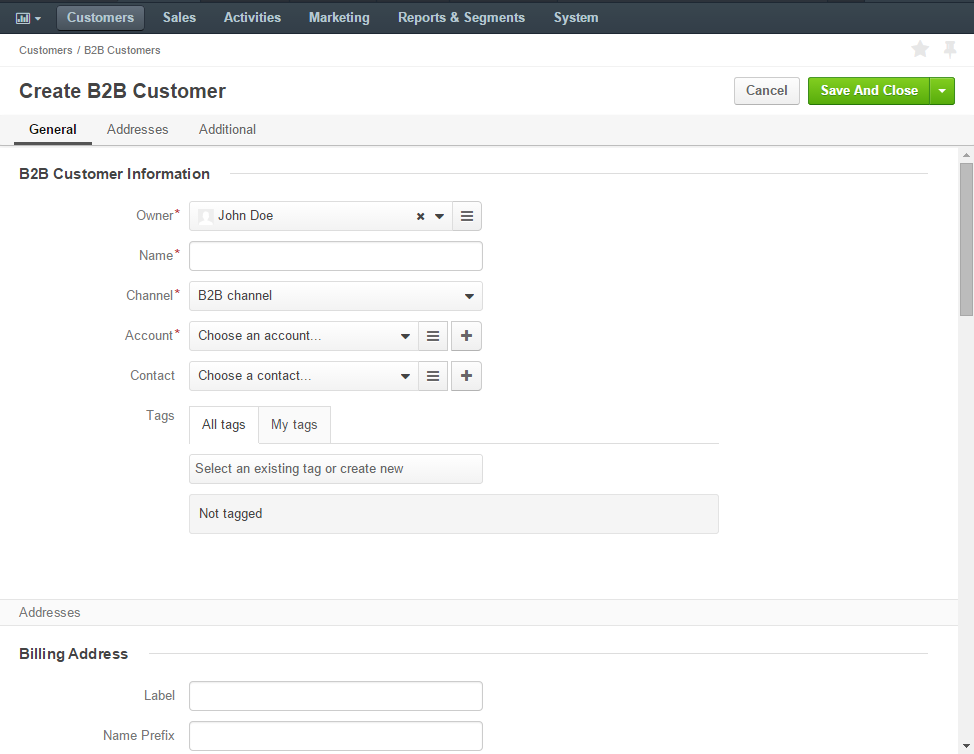 Customers Sales Activities Marketing Reports & Segments System
Customers / B2B Customers
Create B2B Customer Cancel Save And Close
General Addresses Additional
B2B Customer Information
Owner* John Doe
Name*
Channel* B2B channel
Account* Choose an account...
Contact Choose a contact...
Tags All tags My tags
Select an existing tag or create new
Not tagged
Addresses
Billing Address
Label
Name Prefix